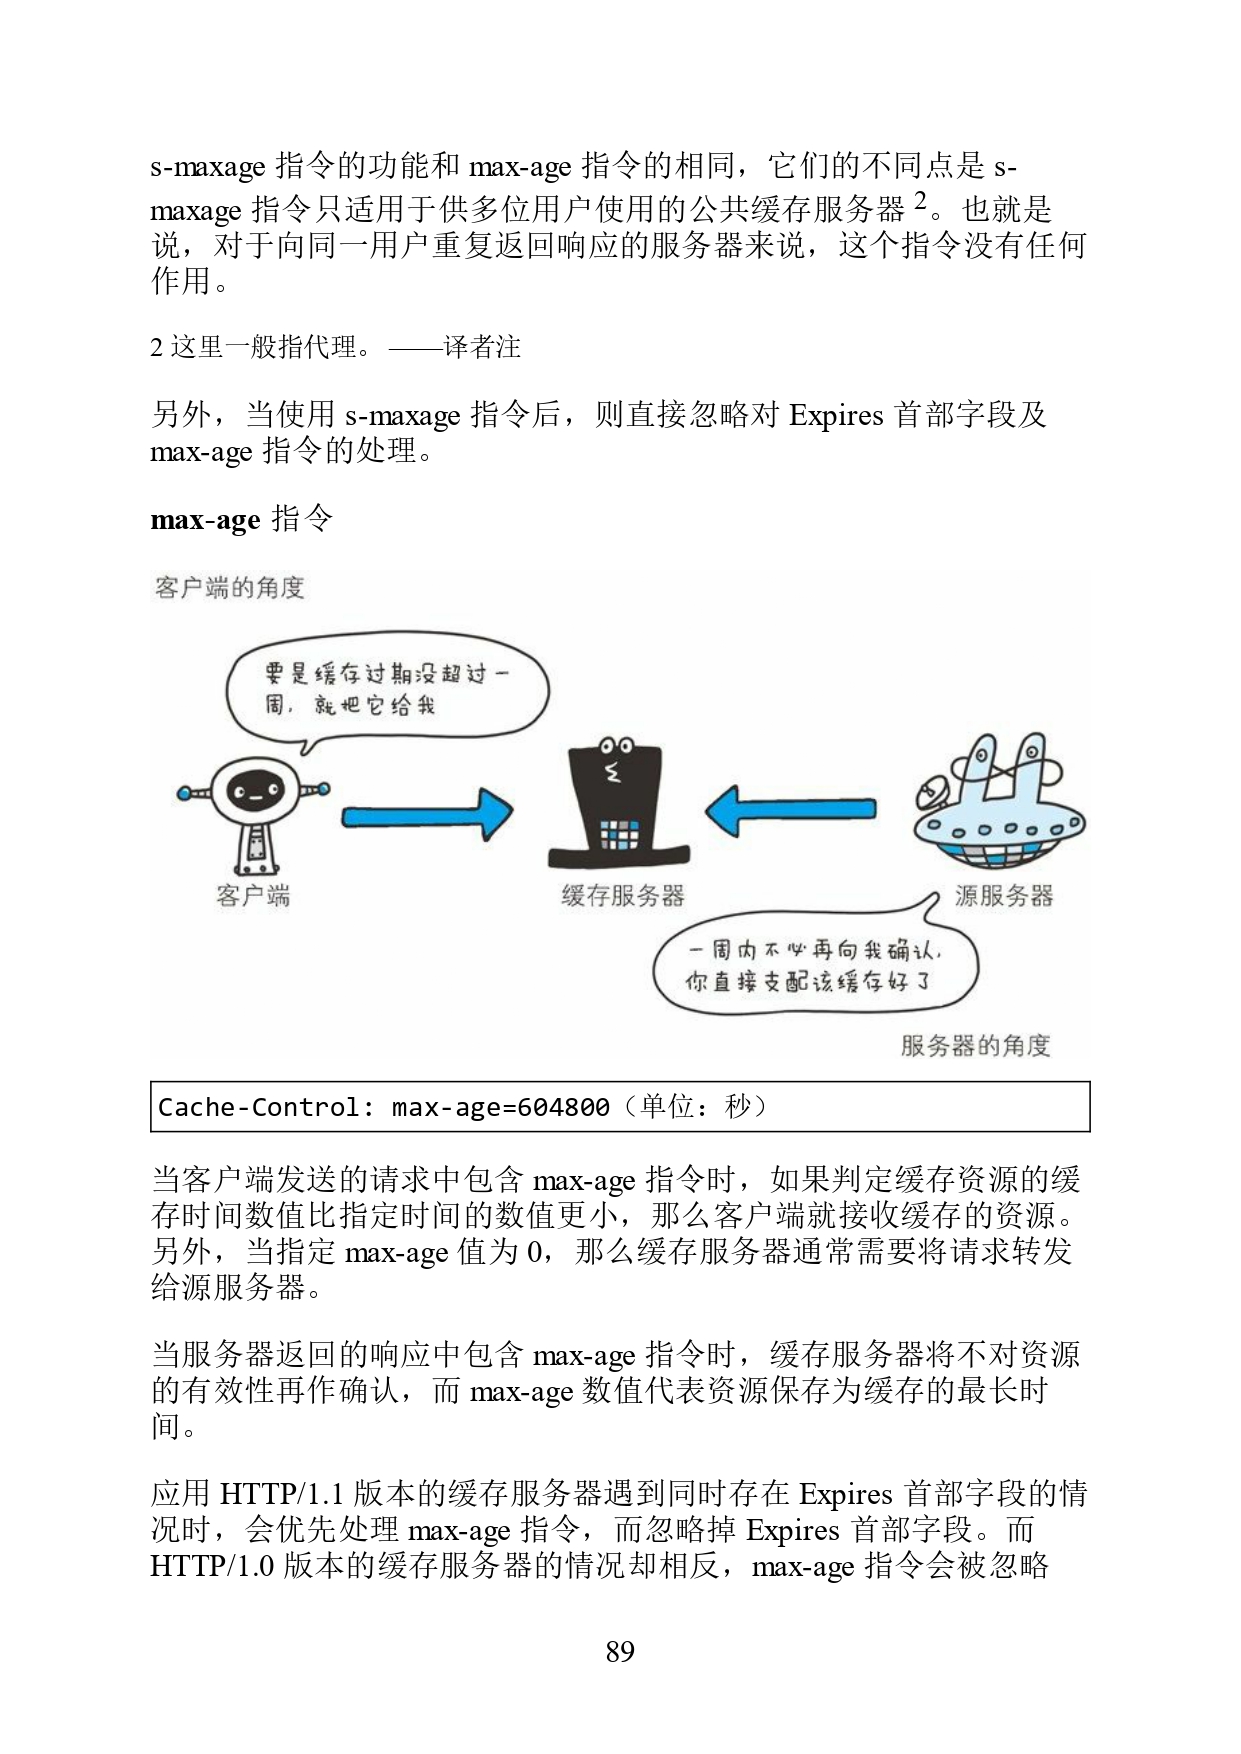 s-maxage 指令的功能和 max-age 指令的相同，它们的不同点是 s-
maxage 指令只适用于供多位用户使用的公共缓存服务器 2。也就是
说，对于向同一用户重复返回响应的服务器来说，这个指令没有任何
作用。
2 这里一般指代理。 ——译者注
另外，当使用 s-maxage 指令后，则直接忽略对 Expires 首部字段及
max-age 指令的处理。
max-age 指令
客户端的角度
要是缓存过期没超过一
周，就把它给我
客户端
缓存服务器
源服务器
一周内不必再向我确认，
你直接支配该缓存好了
服务器的角度
Cache-Control: max-age=604800（单位：秒）
当客户端发送的请求中包含 max-age 指令时，如果判定缓存资源的缓
存时间数值比指定时间的数值更小，那么客户端就接收缓存的资源。
另外，当指定 max-age 值为 0，那么缓存服务器通常需要将请求转发
给源服务器。
当服务器返回的响应中包含 max-age 指令时，缓存服务器将不对资源
的有效性再作确认，而 max-age 数值代表资源保存为缓存的最长时
间。
应用 HTTP/1.1 版本的缓存服务器遇到同时存在 Expires 首部字段的情
况时，会优先处理 max-age 指令，而忽略掉 Expires 首部字段。而
HTTP/1.0 版本的缓存服务器的情况却相反，max-age 指令会被忽略
89